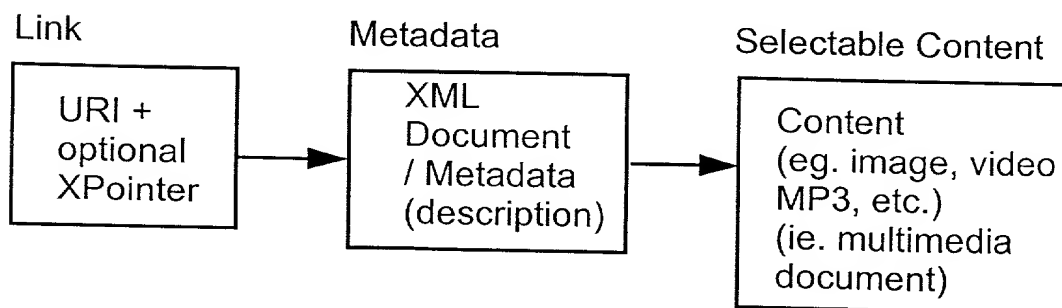 Link
URI +
optional
XPointer
Metadata
XML
Document
/ Metadata
(description)
Selectable Content
Content
(eg. image, video
MP3, etc.)
(ie. multimedia
document)